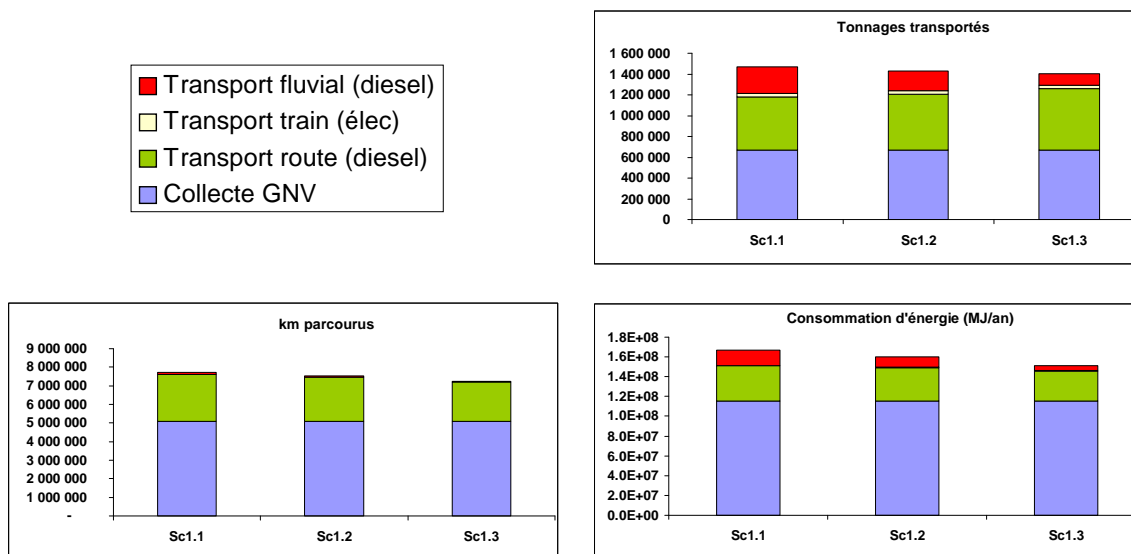 Transport fluvial (diesel)
Transport train (élec)
Transport route (diesel)
Collecte GNV
Tonnages transportés
1 600 000
1 400 000
1 200 000
1 000 000
800 000
600 000
400 000
200 000
0
Sc1.1 Sc1.2 Sc1.3
km parcourus
9 000 000
8 000 000
7 000 000
6 000 000
5 000 000
4 000 000
3 000 000
2 000 000
1 000 000
-
Sc1.1 Sc1.2 Sc1.3
Consommation d'énergie (MJ/an)
1.8E+08
1.6E+08
1.4E+08
1.2E+08
1.0E+08
8.0E+07
6.0E+07
4.0E+07
2.0E+07
0.0E+00
Sc1.1 Sc1.2 Sc1.3